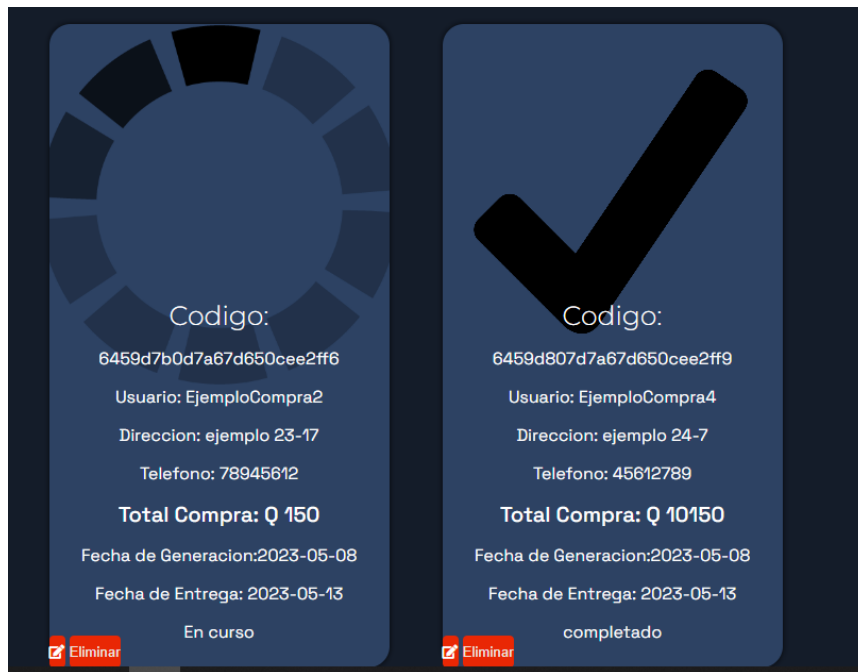 Codigo:
6459d7b0d7a67d650cee2ff6
Usuario: EjemploCompra2
Direccion: ejemplo 23-17
Telefono: 78945612
Total Compra: Q 150
Fecha de Generacion:2023-05-08
Fecha de Entrega: 2023-05-13
En curso
Eliminar
Codigo:
6459d807d7a67d650cee2ff9
Usuario: EjemploCompra4
Direccion: ejemplo 24-7
Telefono: 45612789
Total Compra: Q 10150
Fecha de Generacion:2023-05-08
Fecha de Entrega: 2023-05-13
completado
Eliminar